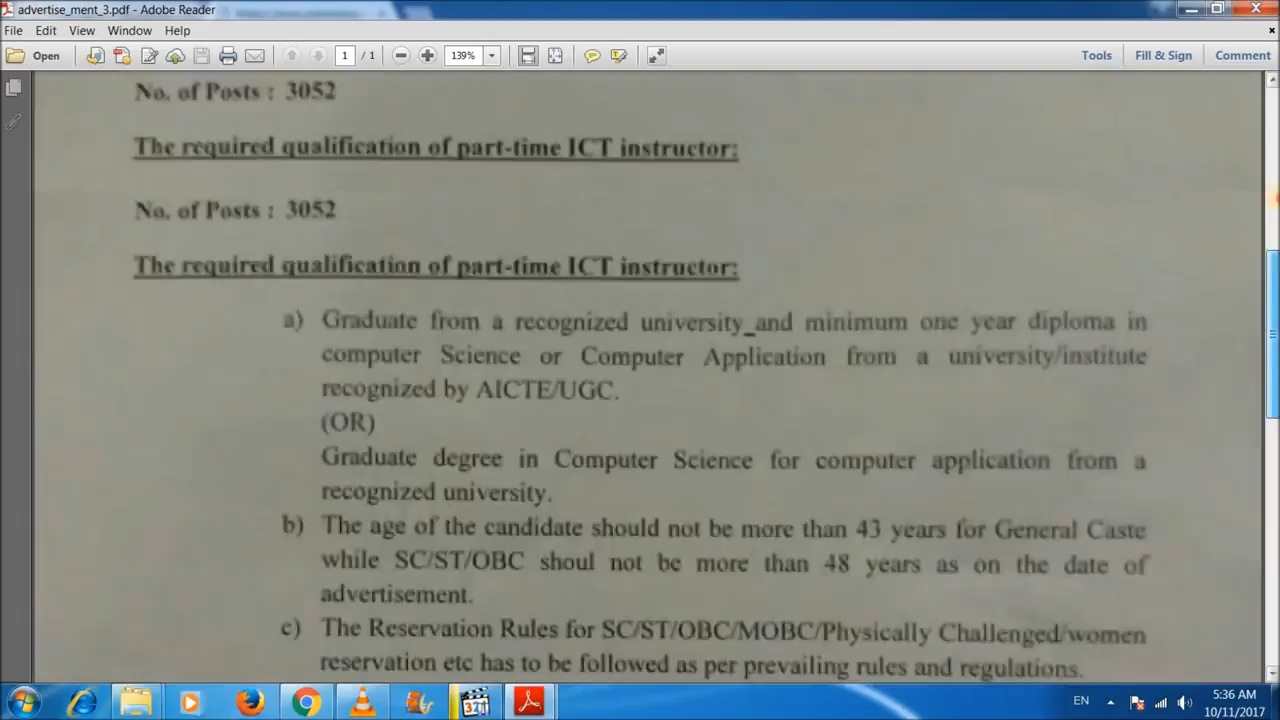 advertise_ment_3.pdf - Adobe Reader
File Edit View Window Help
Open 1 / 1 139% Tools Fill & Sign Comment
No. of Posts : 3052
The required qualification of part-time ICT instructor:
No. of Posts : 3052
The required qualification of part-time ICT instructor:
a) Graduate from a recognized university_and minimum one year diploma in
computer Science or Computer Application from a university/institute
recognized by AICTE/UGC.
(OR)
Graduate degree in Computer Science for computer application from a
recognized university.
b) The age of the candidate should not be more than 43 years for General Caste
while SC/ST/OBC shoul not be more than 48 years as on the date of
advertisement.
c) The Reservation Rules for SC/ST/OBC/MOBC/Physically Challenged/women
reservation etc has to be followed as per prevailing rules and regulations.
321
EN
5:36 AM
10/11/2017